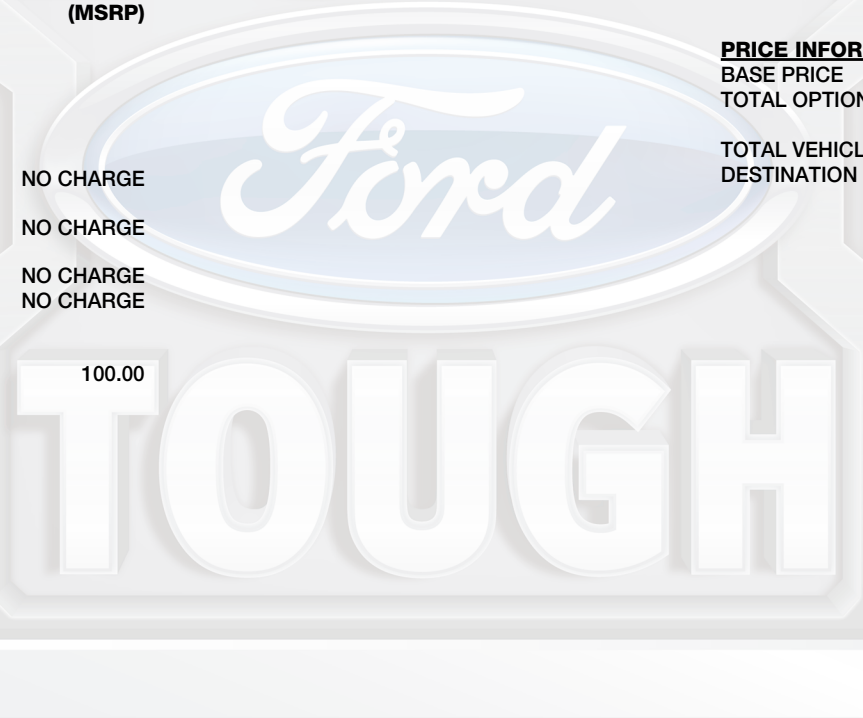 (MSRP)
NO CHARGE
NO CHARGE
NO CHARGE
NO CHARGE
100.00
PRICE INFOR
BASE PRICE
TOTAL OPTION
TOTAL VEHICL
DESTINATION
Ford
TOUGH